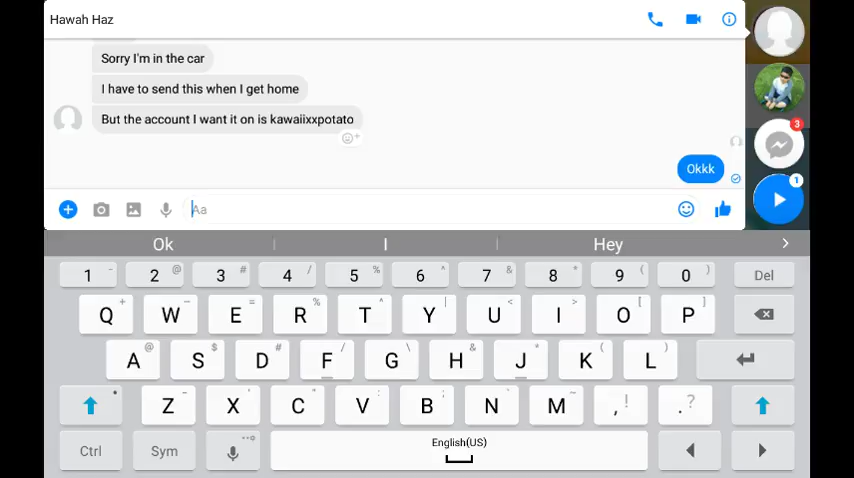 Hawah Haz
Sorry I'm in the car
I have to send this when I get home
But the account I want it on is kawaiixxpotato
Okkk
Aa
3
1
Ok I Hey
1 - 2 @ 3 # 4 / 5 % 6 ^ 7 & 8 * 9 ( 0 ) Del
Q + W – E = R % T ^ Y | U < I > O [ P ]
A @ S $ D # F / G ^ H & J * K ( L )
Z - X ' C " V : B ; N ` M ~ , ! . ?
Ctrl Sym English(US)